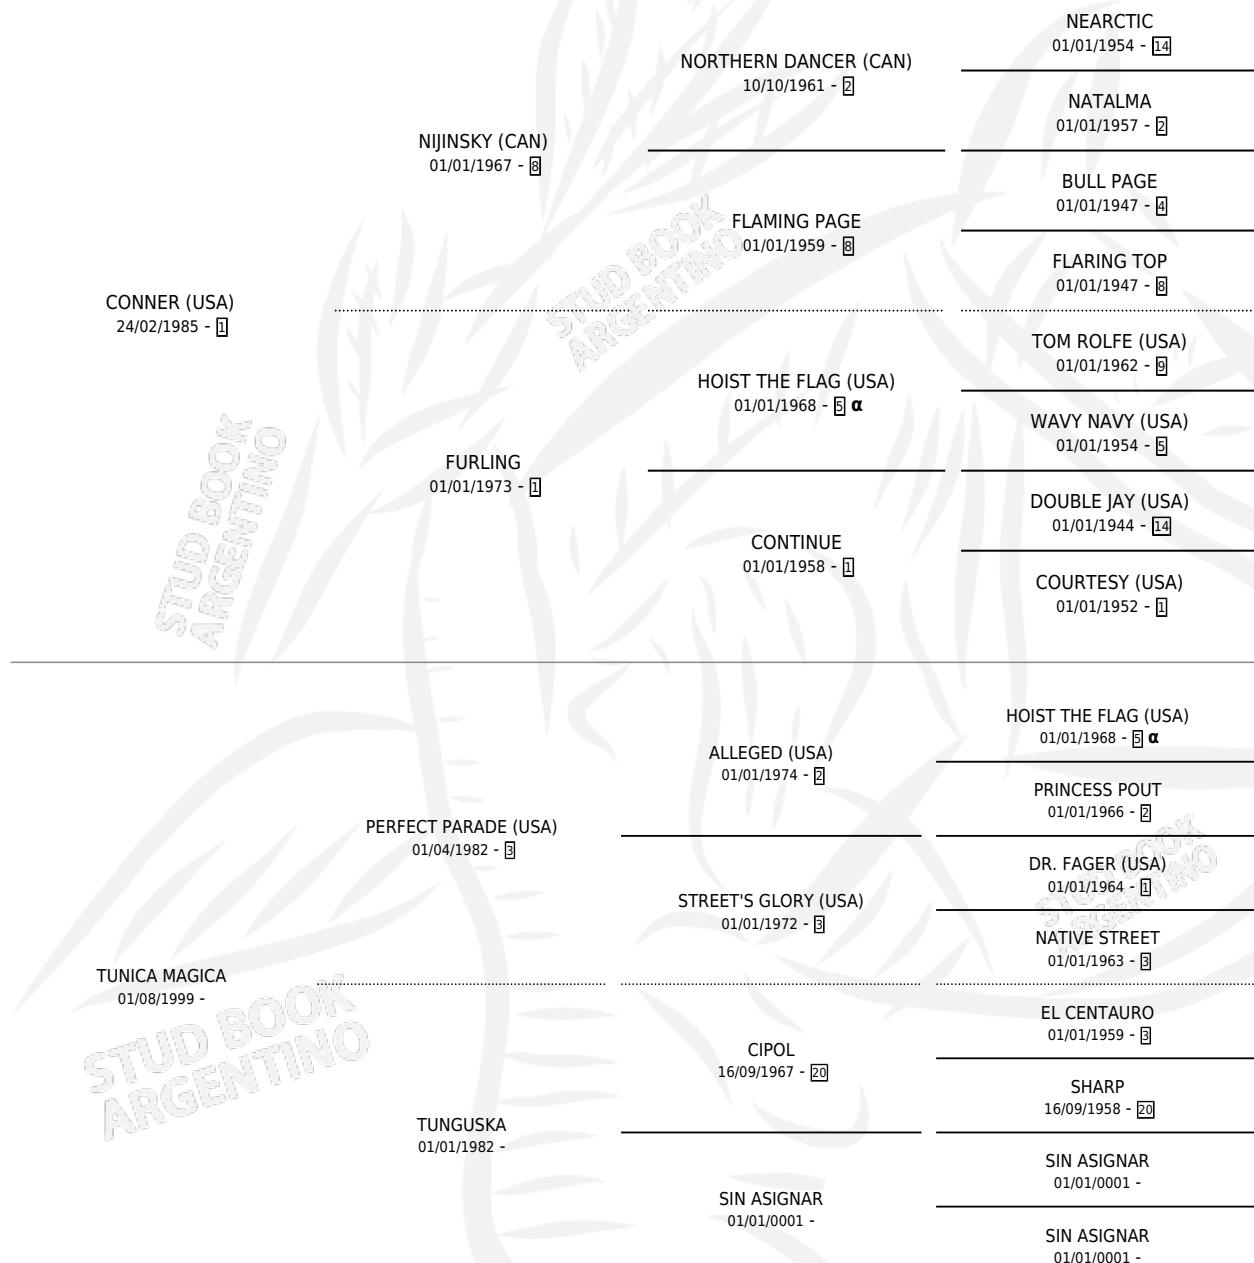 NEARCTIC
01/01/1954 - 14
NORTHERN DANCER (CAN)
10/10/1961 - 2
NATALMA
01/01/1957 - 2
NIJINSKY (CAN)
01/01/1967 - 8
BULL PAGE
01/01/1947 - 4
FLAMING PAGE
01/01/1959 - 8
FLARING TOP
01/01/1947 - 8
CONNER (USA)
24/02/1985 - 1
TOM ROLFE (USA)
01/01/1962 - 9
HOIST THE FLAG (USA)
01/01/1968 - 5 α
WAVY NAVY (USA)
01/01/1954 - 5
FURLING
01/01/1973 - 1
DOUBLE JAY (USA)
01/01/1944 - 14
CONTINUE
01/01/1958 - 1
COURTESY (USA)
01/01/1952 - 1
HOIST THE FLAG (USA)
01/01/1968 - 5 α
ALLEGED (USA)
01/01/1974 - 2
PRINCESS POUT
01/01/1966 - 2
PERFECT PARADE (USA)
01/04/1982 - 3
DR. FAGER (USA)
01/01/1964 - 1
STREET'S GLORY (USA)
01/01/1972 - 3
NATIVE STREET
01/01/1963 - 3
TUNICA MAGICA
01/08/1999 -
EL CENTAURO
01/01/1959 - 3
CIPOL
16/09/1967 - 20
SHARP
16/09/1958 - 20
TUNGUSKA
01/01/1982 -
SIN ASIGNAR
01/01/0001 -
SIN ASIGNAR
01/01/0001 -
SIN ASIGNAR
01/01/0001 -
STUD BOOK
ARGENTINO
STUD BOOK
ARGENTINO
STUD BOOK
ARGENTINO
STUD BOOK
ARGENTINO